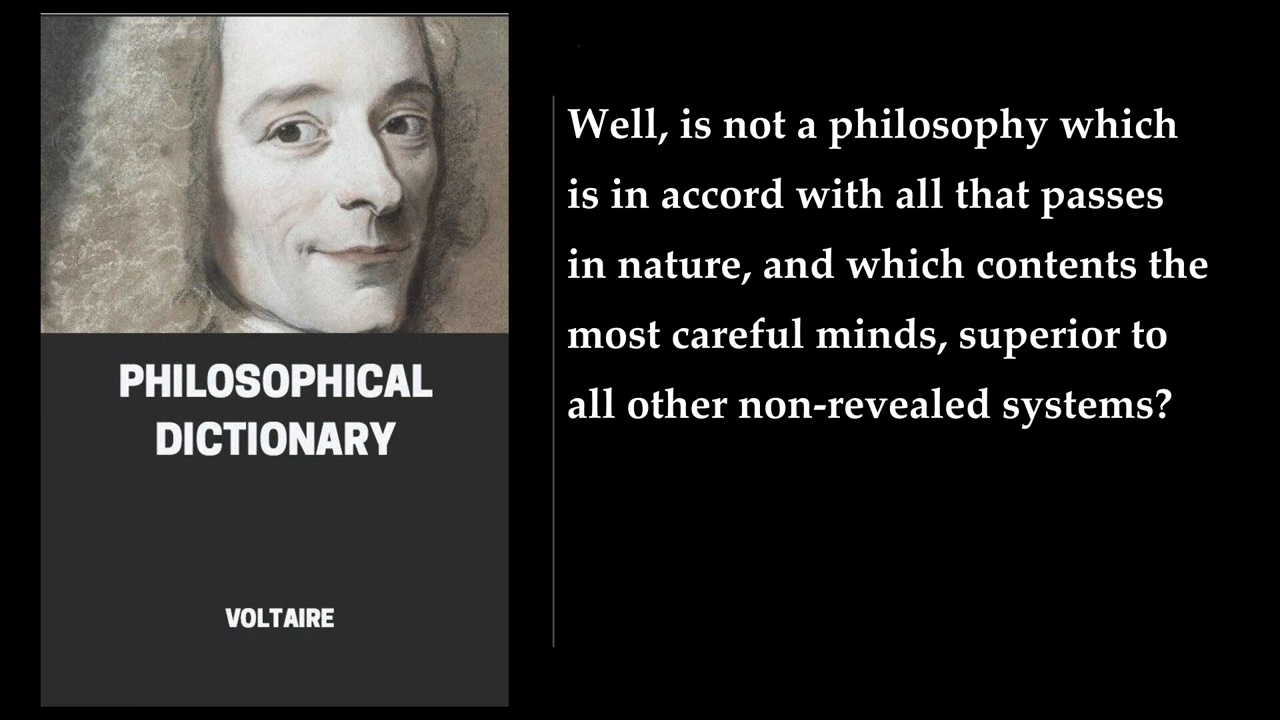 PHILOSOPHICAL
DICTIONARY
VOLTAIRE
Well, is not a philosophy which
is in accord with all that passes
in nature, and which contents the
most careful minds, superior to
all other non-revealed systems?